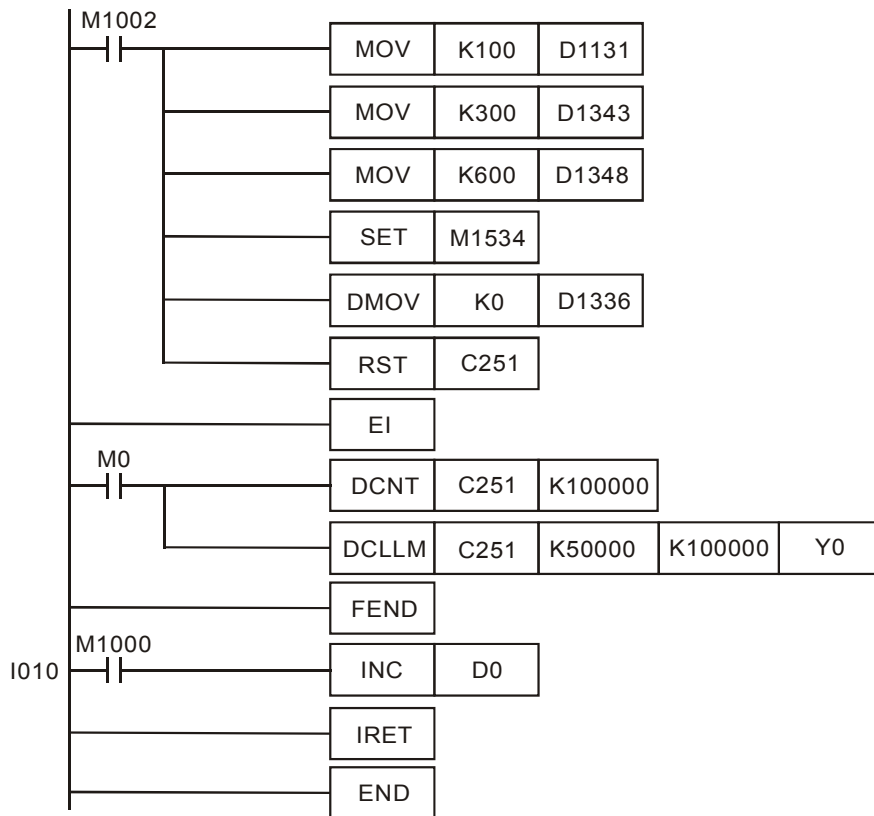 M1002
MOV K100 D1131
MOV K300 D1343
MOV K600 D1348
SET M1534
DMOV K0 D1336
RST C251
EI
M0
DCNT C251 K100000
DCLLM C251 K50000 K100000 Y0
FEND
M1000
I010 INC D0
IRET
END